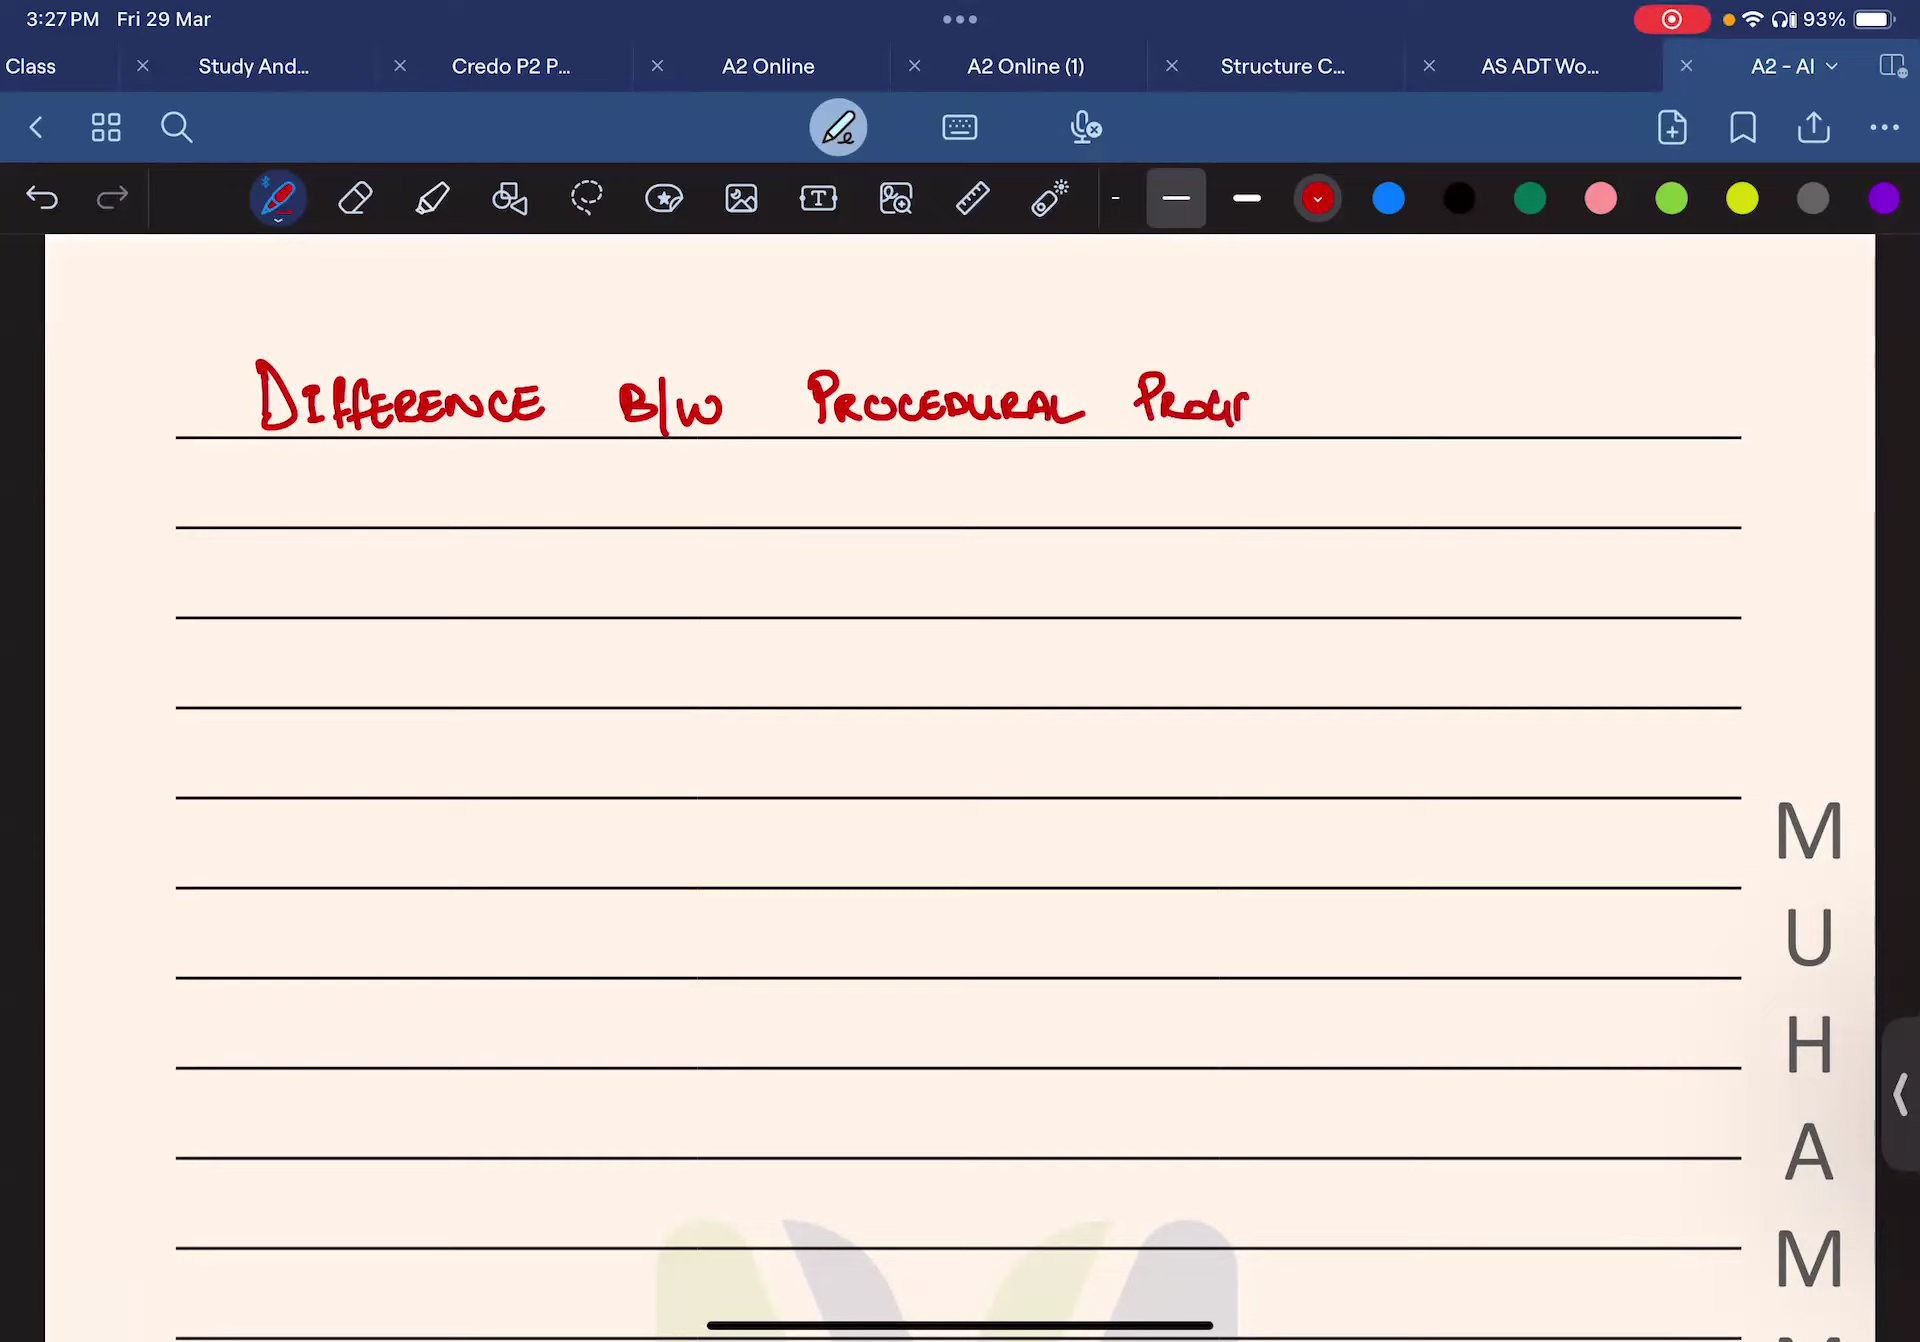 3:27 PM Fri 29 Mar 93%
Class Study And... Credo P2 P... A2 Online A2 Online (1) Structure C... AS ADT Wo... A2 - AI
DIFFERENCE B/W PROCEDURAL PROGR
M
U
H
A
M